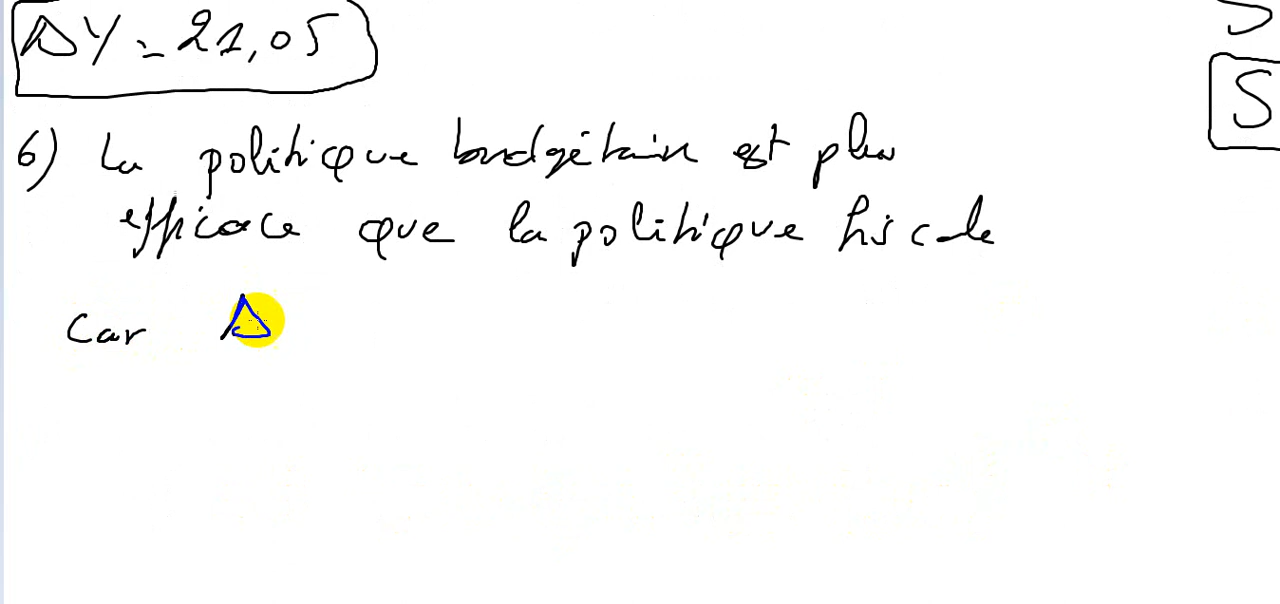 ΔY = 21,05
S
6) La politique budgétaire est plus
efficace que la politique fiscale
Car Δ